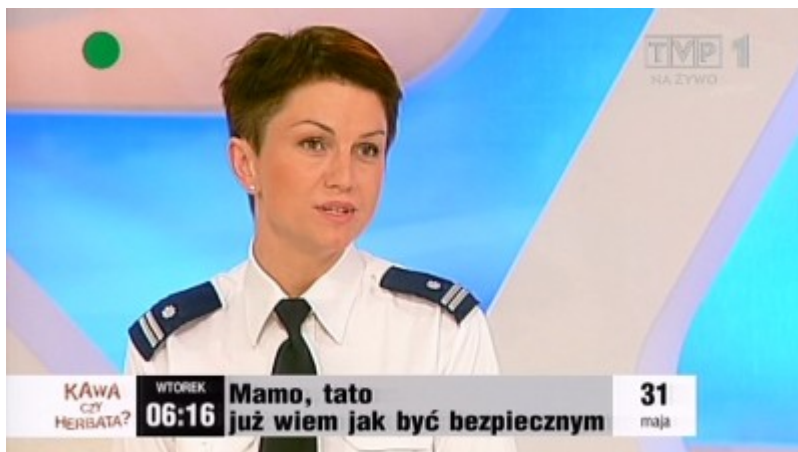 TVP 1
NA ŻYWO
KAWA
CZY
HERBATA?
WTOREK
06:16
Mamo, tato
już wiem jak być bezpiecznym
31
maja